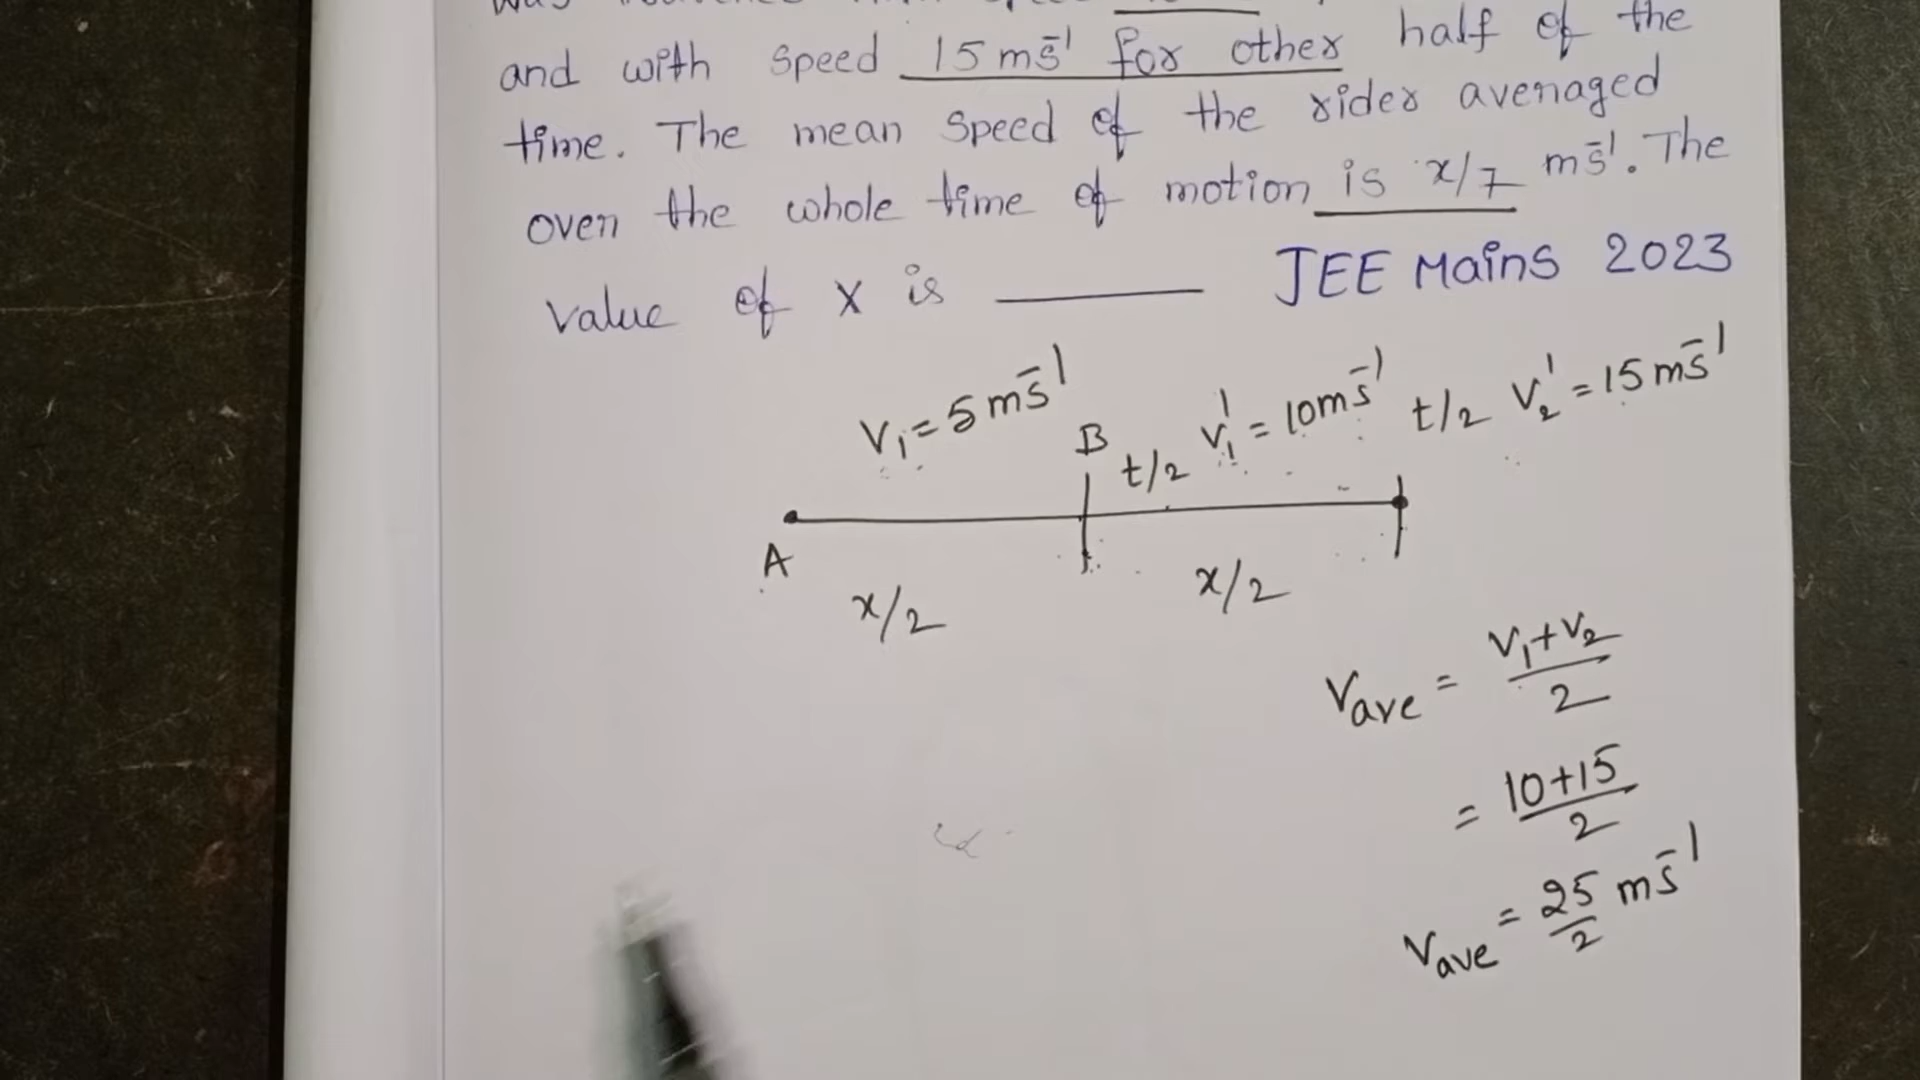 and with speed 15 ms⁻¹ for other half of the
time. The mean speed of the rider avenaged
oven the whole time of motion is x/7 ms⁻¹. The
value of x is ______ JEE Mains 2023
V₁ = 5 ms⁻¹
B
t/2 V₁' = 10 ms⁻¹
t/2 V₂' = 15 ms⁻¹
A
x/2
x/2
Vave = (V₁+V₂)/2
= (10+15)/2
Vave = 25/2 ms⁻¹